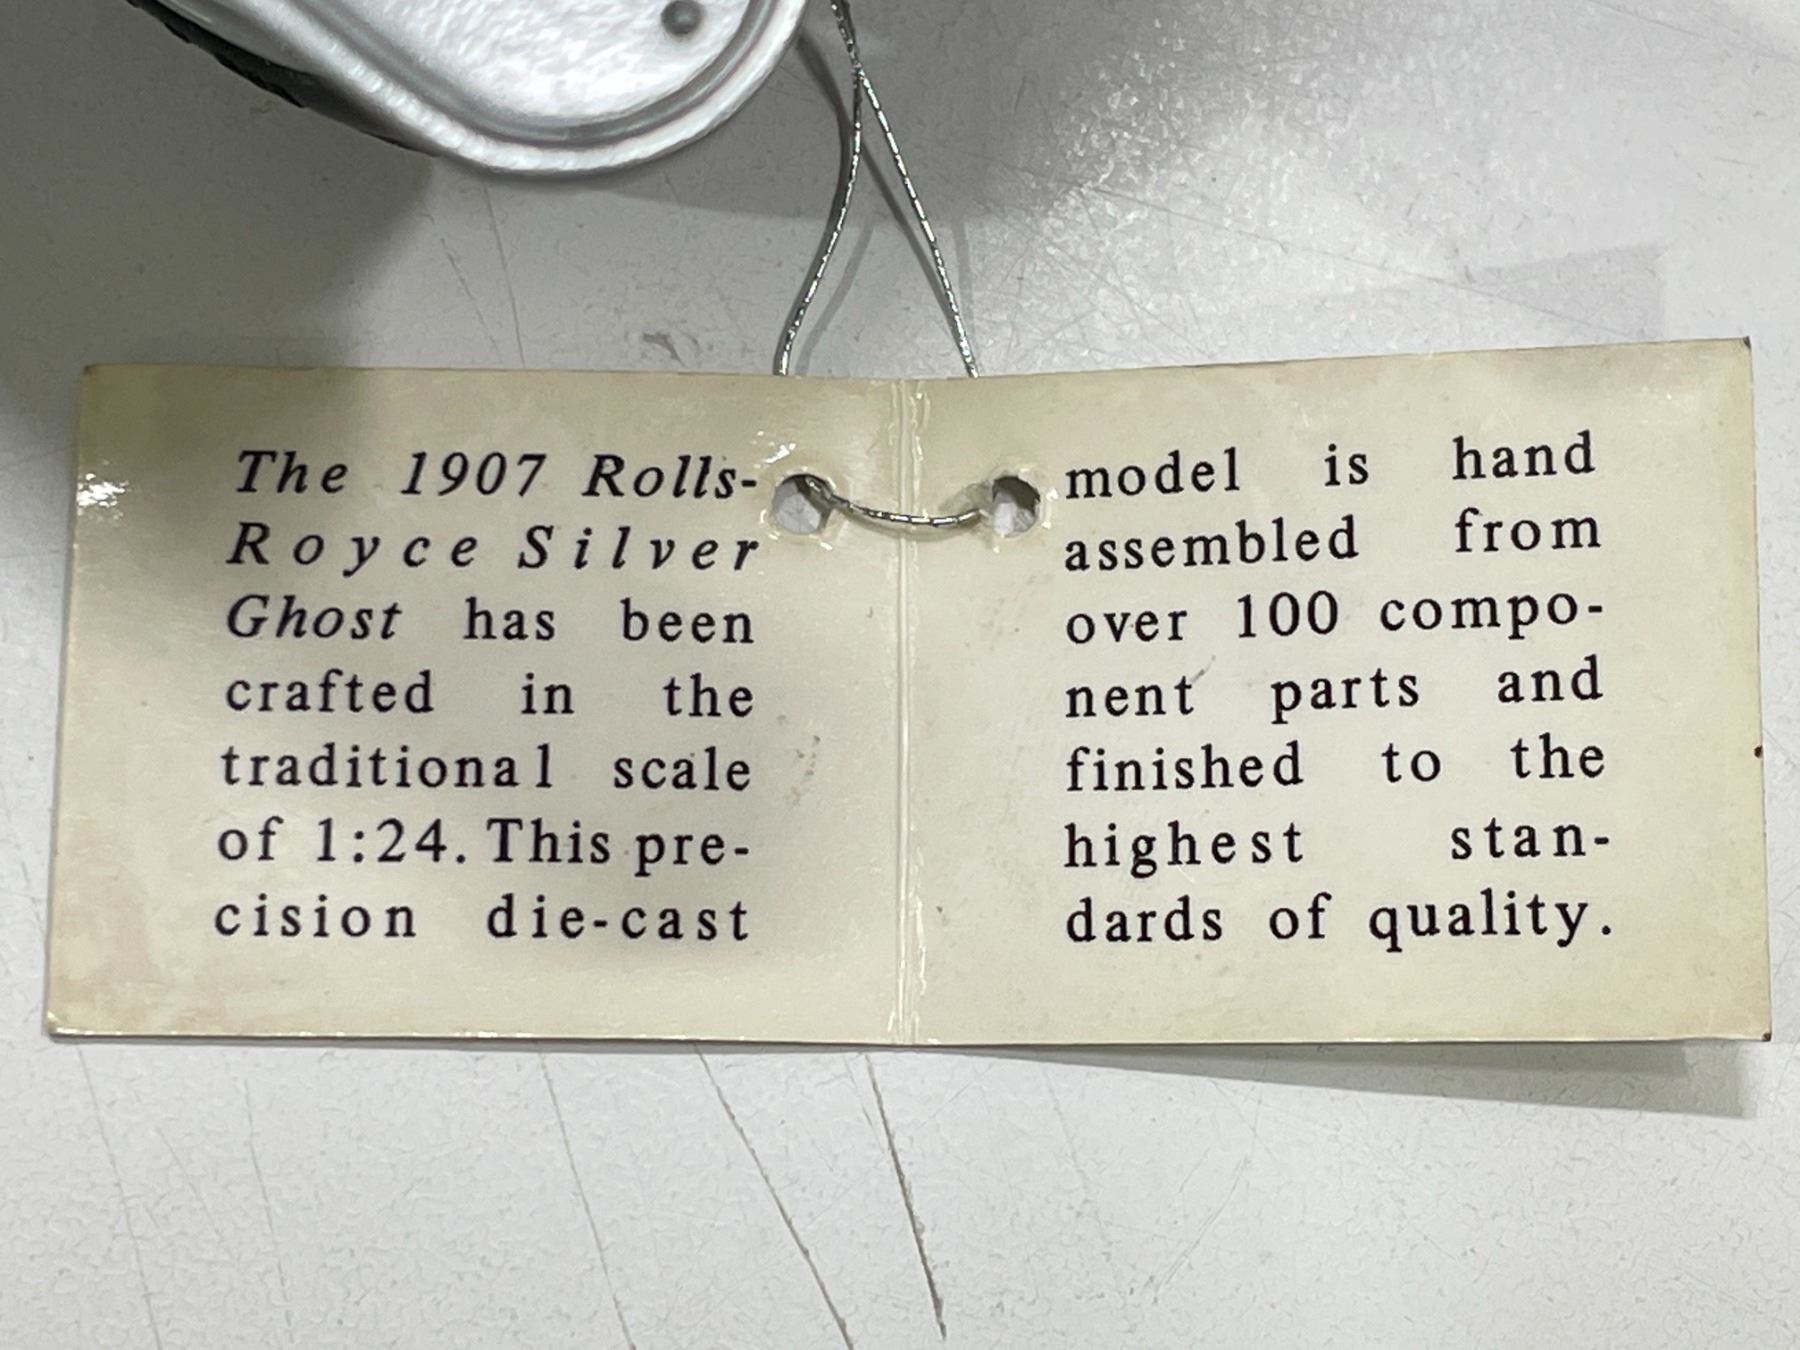 The 1907 Rolls-
Royce Silver
Ghost has been
crafted in the
traditional scale
of 1:24. This pre-
cision die-cast
model is hand
assembled from
over 100 compo-
nent parts and
finished to the
highest stan-
dards of quality.